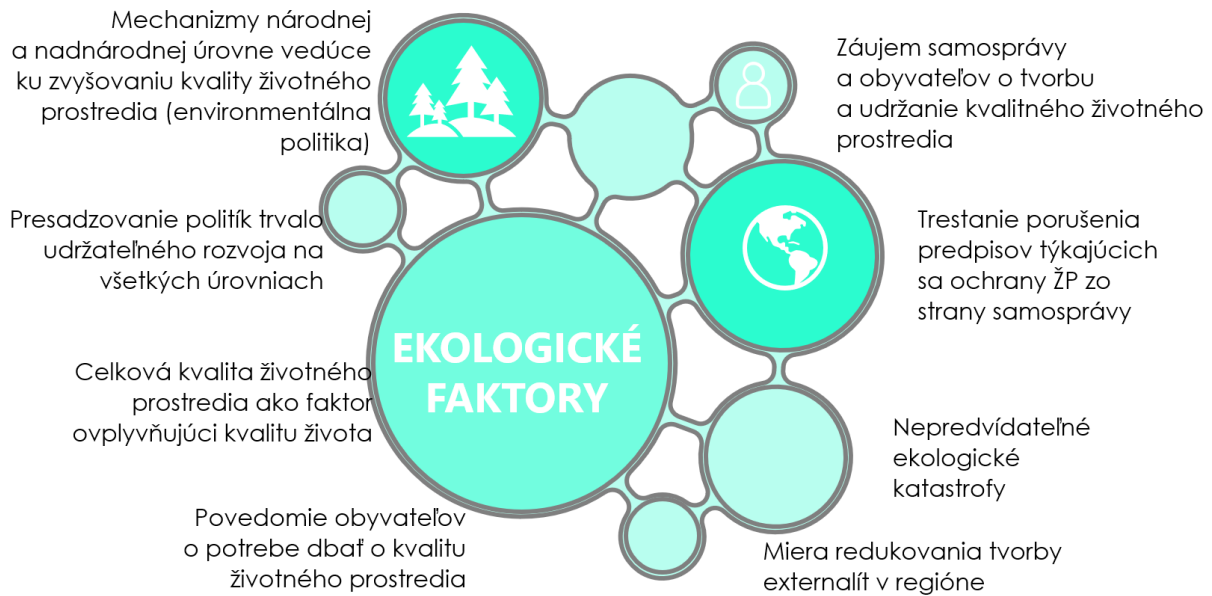 Mechanizmy národnej
a nadnárodnej úrovne vedúce
ku zvyšovaniu kvality životného
prostredia (environmentálna
politika)
Presadzovanie politík trvalo
udržateľného rozvoja na
všetkých úrovniach
Celková kvalita životného
prostredia ako faktor
ovplyvňujúci kvalitu života
Povedomie obyvateľov
o potrebe dbať o kvalitu
životného prostredia
EKOLOGICKÉ
FAKTORY
Záujem samosprávy
a obyvateľov o tvorbu
a udržanie kvalitného životného
prostredia
Trestanie porušenia
predpisov týkajúcich
sa ochrany ŽP zo
strany samosprávy
Nepredvídateľné
ekologické
katastrofy
Miera redukovania tvorby
externalít v regióne